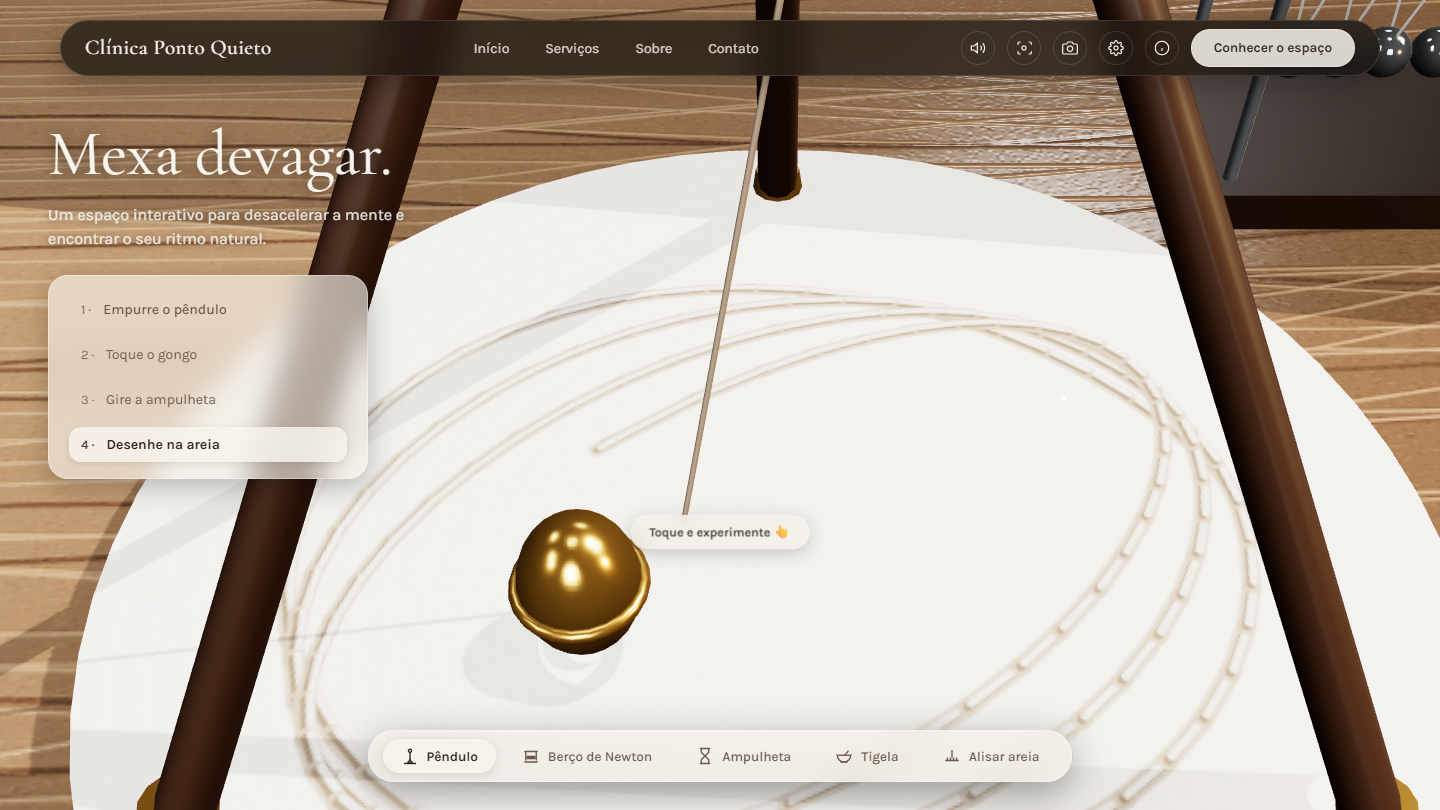 Clínica Ponto Quieto
Início
Serviços
Sobre
Contato
Conhecer o espaço
Mexa devagar.
Um espaço interativo para desacelerar a mente e
encontrar o seu ritmo natural.
1 · Empurre o pêndulo
2 · Toque o gongo
3 · Gire a ampulheta
4 · Desenhe na areia
Toque e experimente 👆
Pêndulo
Berço de Newton
Ampulheta
Tigela
Alisar areia